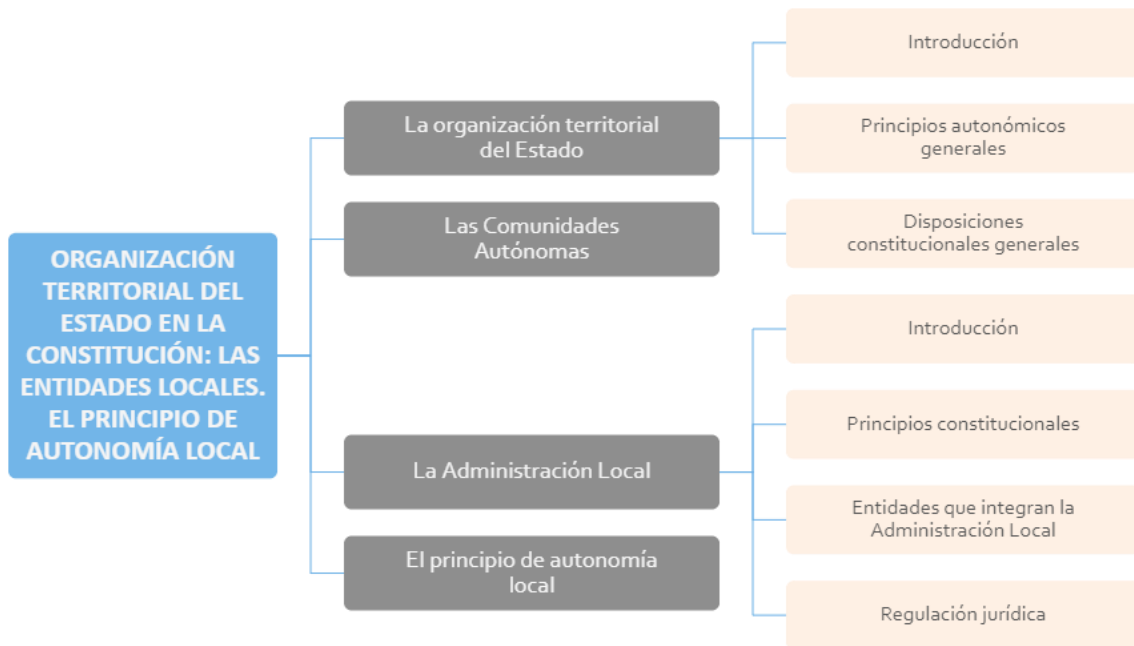 ORGANIZACIÓN
TERRITORIAL DEL
ESTADO EN LA
CONSTITUCIÓN: LAS
ENTIDADES LOCALES.
EL PRINCIPIO DE
AUTONOMÍA LOCAL
La organización territorial
del Estado
Introducción
Principios autonómicos
generales
Disposiciones
constitucionales generales
Las Comunidades
Autónomas
La Administración Local
Introducción
Principios constitucionales
Entidades que integran la
Administración Local
Regulación jurídica
El principio de autonomía
local